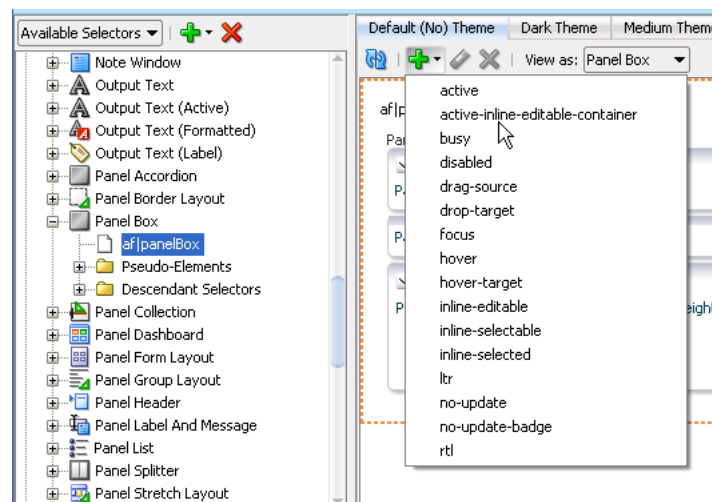 Available Selectors
Note Window
Output Text
Output Text (Active)
Output Text (Formatted)
Output Text (Label)
Panel Accordion
Panel Border Layout
Panel Box
af|panelBox
Pseudo-Elements
Descendant Selectors
Panel Collection
Panel Dashboard
Panel Form Layout
Panel Group Layout
Panel Header
Panel Label And Message
Panel List
Panel Splitter
Panel Stretch Layout
Default (No) Theme
Dark Theme
Medium Them
View as: Panel Box
af|p
Pa
active
active-inline-editable-container
busy
disabled
drag-source
drop-target
focus
hover
hover-target
inline-editable
inline-selectable
inline-selected
ltr
no-update
no-update-badge
rtl